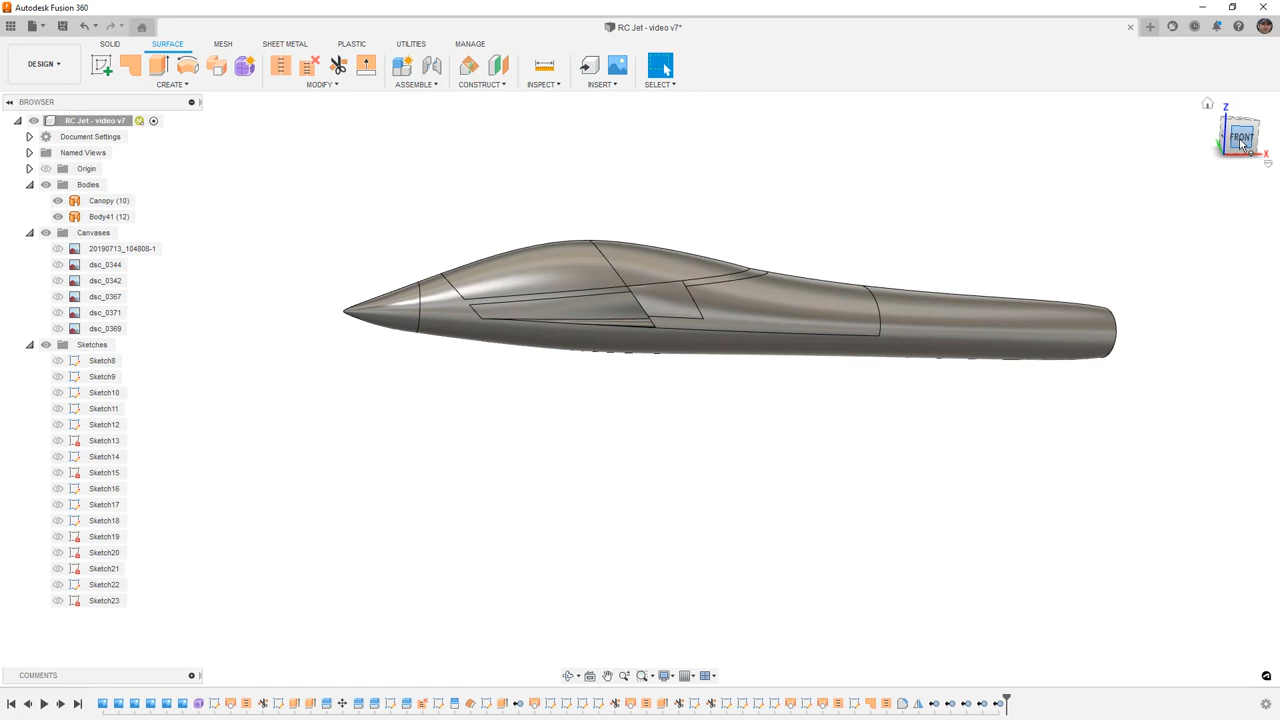 Autodesk Fusion 360
RC Jet - video v7*
DESIGN
SOLID SURFACE MESH SHEET METAL PLASTIC UTILITIES MANAGE
CREATE MODIFY ASSEMBLE CONSTRUCT INSPECT INSERT SELECT
BROWSER
RC Jet - video v7
Document Settings
Named Views
Origin
Bodies
Canopy (10)
Body41 (12)
Canvases
20190713_104808-1
dsc_0344
dsc_0342
dsc_0367
dsc_0371
dsc_0369
Sketches
Sketch8
Sketch9
Sketch10
Sketch11
Sketch12
Sketch13
Sketch14
Sketch15
Sketch16
Sketch17
Sketch18
Sketch19
Sketch20
Sketch21
Sketch22
Sketch23
Z
FRONT
X
COMMENTS